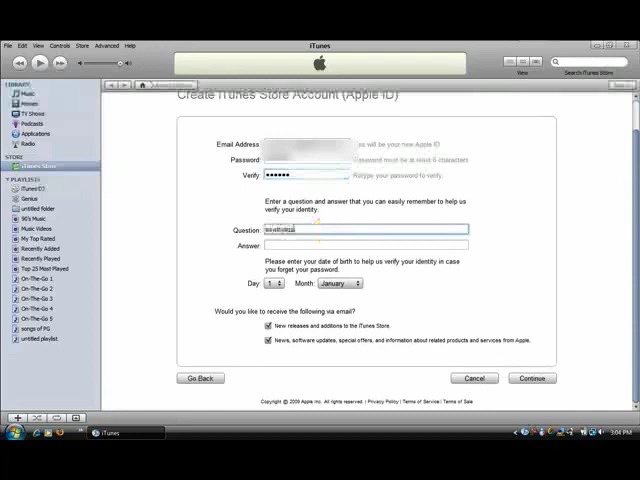 iTunes
File Edit View Controls Store Advanced Help
View
Search iTunes Store
LIBRARY
Music
Movies
TV Shows
Podcasts
Applications
Radio
STORE
iTunes Store
PLAYLISTS
iTunes DJ
Genius
untitled folder
90's Music
Music Videos
My Top Rated
Recently Added
Recently Played
Top 25 Most Played
On-The-Go 1
On-The-Go 2
On-The-Go 3
On-The-Go 4
On-The-Go 5
songs of PG
untitled playlist
Create iTunes Store Account (Apple ID)
Email Address will be your new Apple ID
Password: Password must be at least 6 characters
Verify: •••••• Retype your password to verify.
Enter a question and answer that you can easily remember to help us
verify your identity.
Question:
Answer:
Please enter your date of birth to help us verify your identity in case
you forget your password.
Day: 1 Month: January
Would you like to receive the following via email?
New releases and additions to the iTunes Store.
News, software updates, special offers, and information about related products and services from Apple.
Go Back Cancel Continue
Copyright © 2009 Apple Inc. All rights reserved. | Privacy Policy | Terms of Service | Terms of Sale
iTunes
3:04 PM